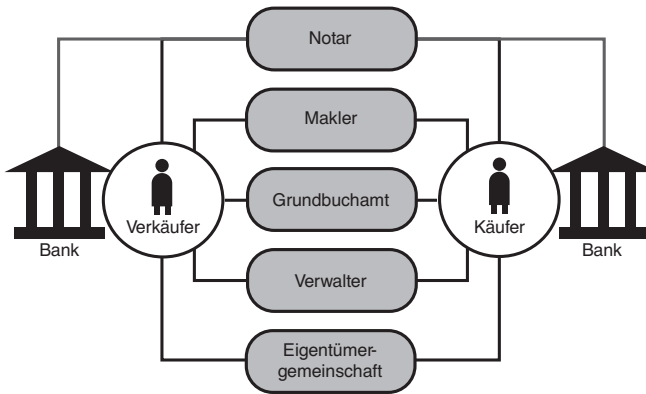 Notar
Makler
Grundbuchamt
Verkäufer
Käufer
Bank
Bank
Verwalter
Eigentümer-
gemeinschaft